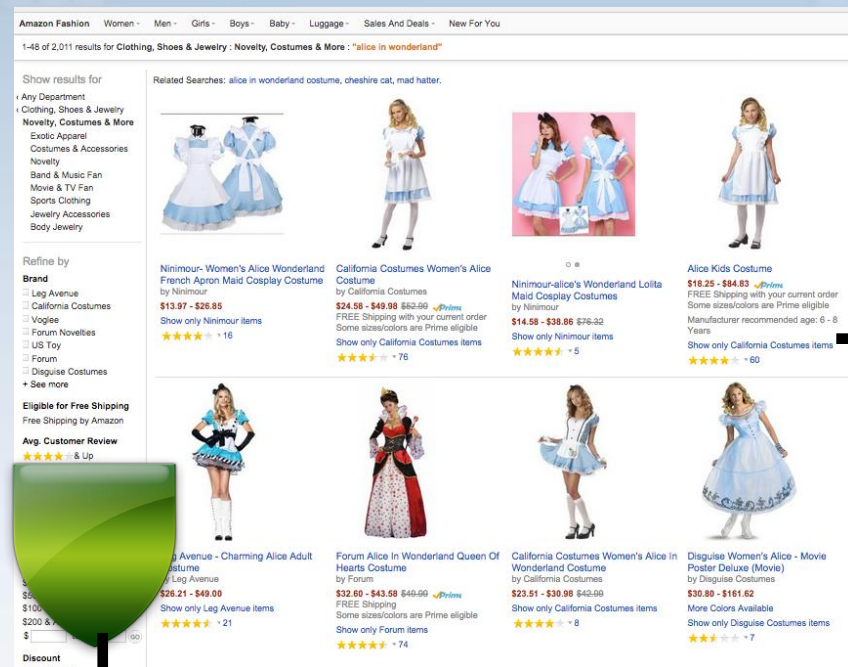 Amazon Fashion Women Men Girls Boys Baby Luggage Sales And Deals New For You
1-48 of 2,011 results for Clothing, Shoes & Jewelry : Novelty, Costumes & More : "alice in wonderland"
Show results for
‹ Any Department
‹ Clothing, Shoes & Jewelry
Novelty, Costumes & More
Exotic Apparel
Costumes & Accessories
Novelty
Band & Music Fan
Movie & TV Fan
Sports Clothing
Jewelry Accessories
Body Jewelry
Refine by
Brand
Leg Avenue
California Costumes
Voglee
Forum Novelties
US Toy
Forum
Disguise Costumes
+ See more
Eligible for Free Shipping
Free Shipping by Amazon
Avg. Customer Review
& Up
$100
$200 &
$
GO
Discount
Related Searches: alice in wonderland costume, cheshire cat, mad hatter.
Ninimour- Women's Alice Wonderland
French Apron Maid Cosplay Costume
by Ninimour
$13.97 - $26.85
Show only Ninimour items
16
California Costumes Women's Alice
Costume
by California Costumes
$24.58 - $49.98 $62.99 Prime
FREE Shipping with your current order
Some sizes/colors are Prime eligible
Show only California Costumes items
76
Ninimour-alice's Wonderland Lolita
Maid Cosplay Costumes
by Ninimour
$14.58 - $38.86 $76.32
Show only Ninimour items
5
Alice Kids Costume
$18.25 - $84.83 Prime
FREE Shipping with your current order
Some sizes/colors are Prime eligible
Manufacturer recommended age: 6 - 8
Years
Show only California Costumes items
60
Avenue - Charming Alice Adult
Leg Avenue
$26.21 - $49.00
Show only Leg Avenue items
21
Forum Alice In Wonderland Queen Of
Hearts Costume
by Forum
$32.60 - $43.58 $49.99 Prime
FREE Shipping
Some sizes/colors are Prime eligible
Show only Forum items
74
California Costumes Women's Alice In
Wonderland Costume
by California Costumes
$23.51 - $30.98 $42.99
Show only California Costumes items
8
Disguise Women's Alice - Movie
Poster Deluxe (Movie)
by Disguise Costumes
$30.80 - $161.62
More Colors Available
Show only Disguise Costumes items
7